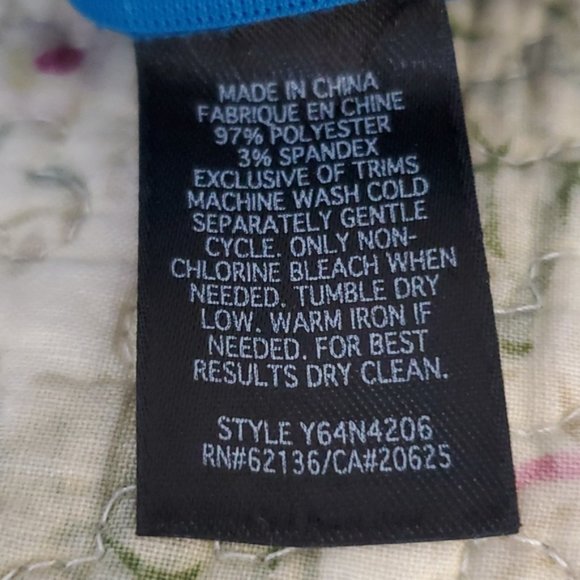 MADE IN CHINA
FABRIQUE EN CHINE
97% POLYESTER
3% SPANDEX
EXCLUSIVE OF TRIMS
MACHINE WASH COLD
SEPARATELY GENTLE
CYCLE. ONLY NON-
CHLORINE BLEACH WHEN
NEEDED. TUMBLE DRY
LOW. WARM IRON IF
NEEDED. FOR BEST
RESULTS DRY CLEAN.
STYLE Y64N4206
RN#62136/CA#20625